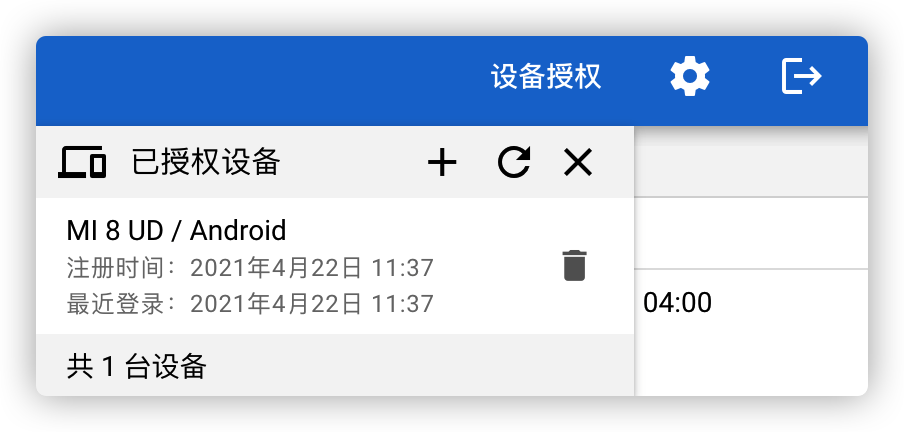 设备授权
已授权设备
MI 8 UD / Android
注册时间：2021年4月22日 11:37
最近登录：2021年4月22日 11:37
04:00
共 1 台设备